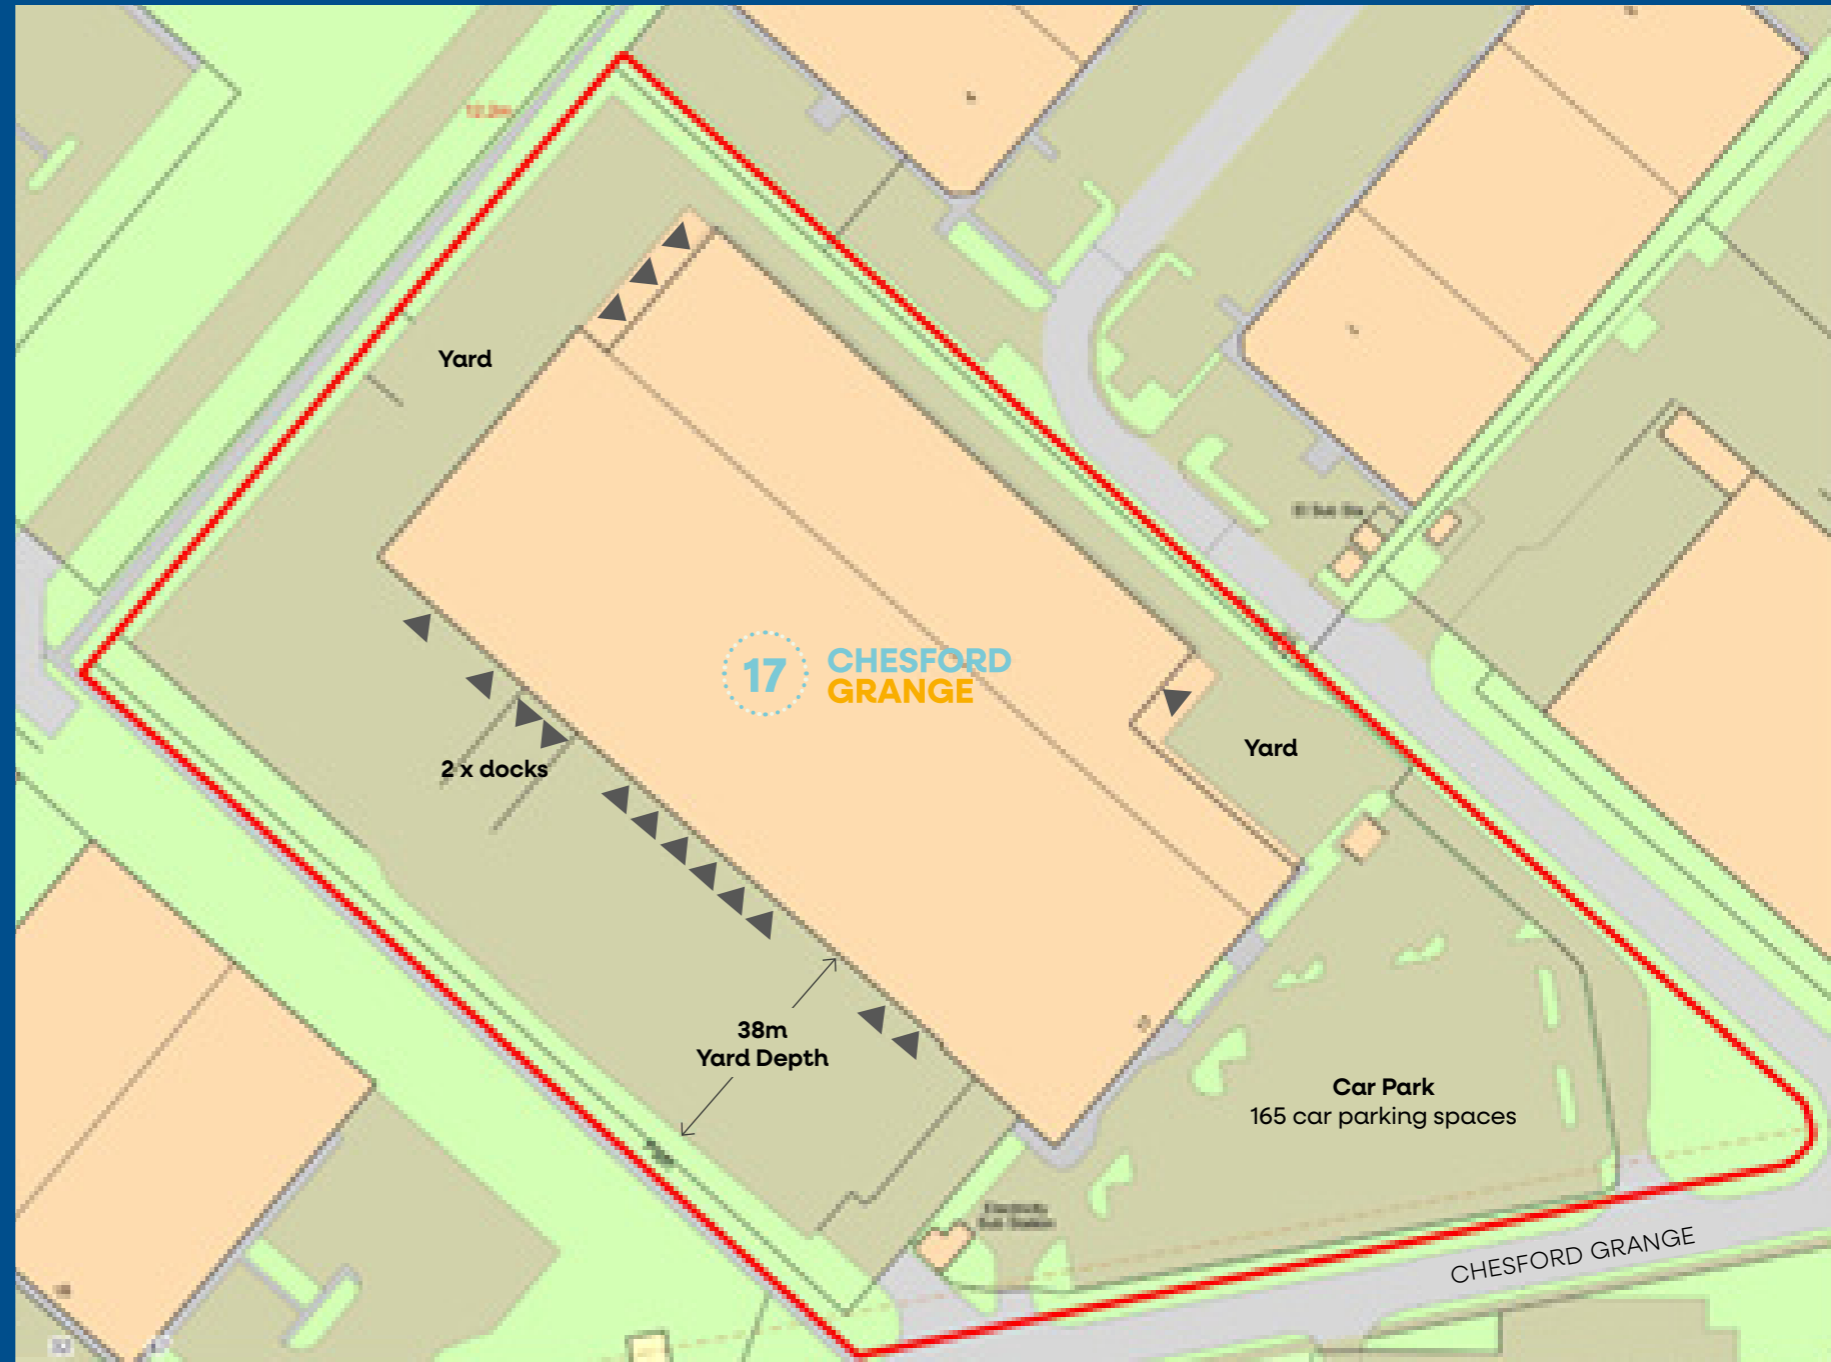 Yard
17 CHESFORD
GRANGE
Yard
2 x docks
38m
Yard Depth
Car Park
165 car parking spaces
CHESFORD GRANGE